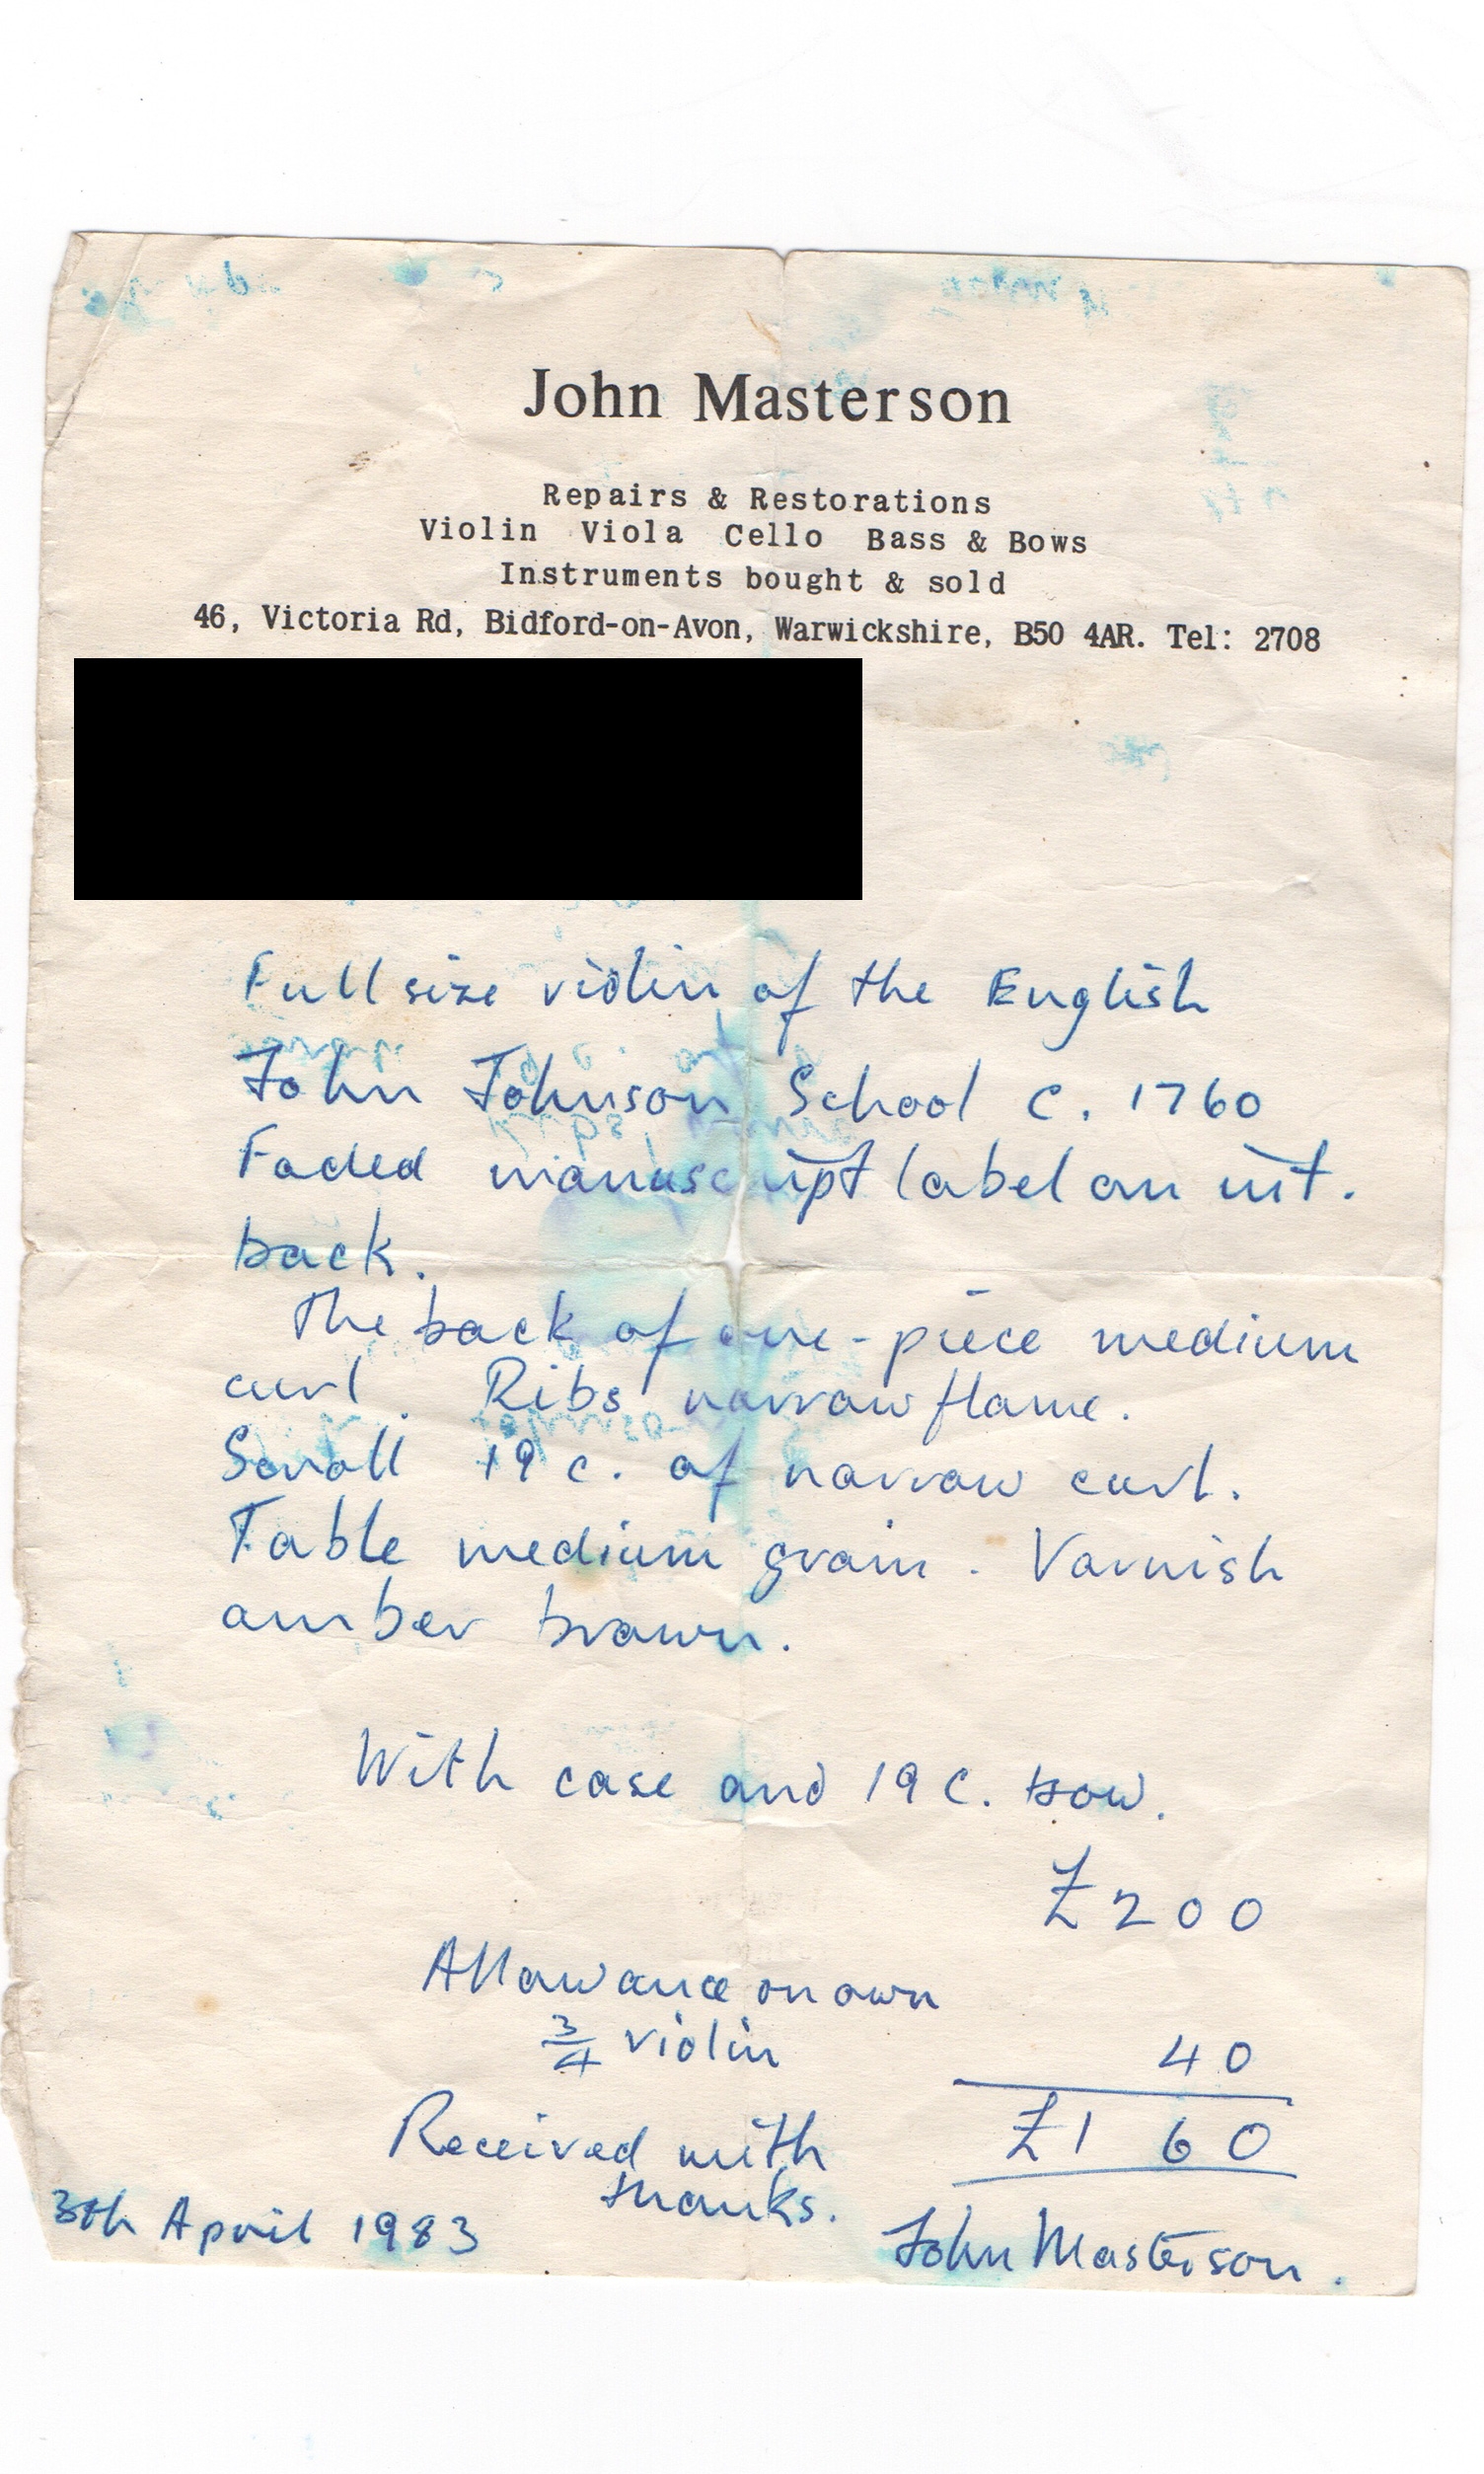 John Masterson
Repairs & Restorations
Violin Viola Cello Bass & Bows
Instruments bought & sold
46, Victoria Rd, Bidford-on-Avon, Warwickshire, B50 4AR. Tel: 2708
Full size violin of the English
John Johnson School c. 1760
Faded manuscript label on int.
back.
The back of one-piece medium
curl. Ribs narrow flame.
Scroll 19 c. of narrow curl.
Table medium grain. Varnish
amber brown.
With case and 19 C. bow.
£200
Allowance on own
3/4 violin 40
Received with £160
thanks.
3th April 1983 John Masterson.